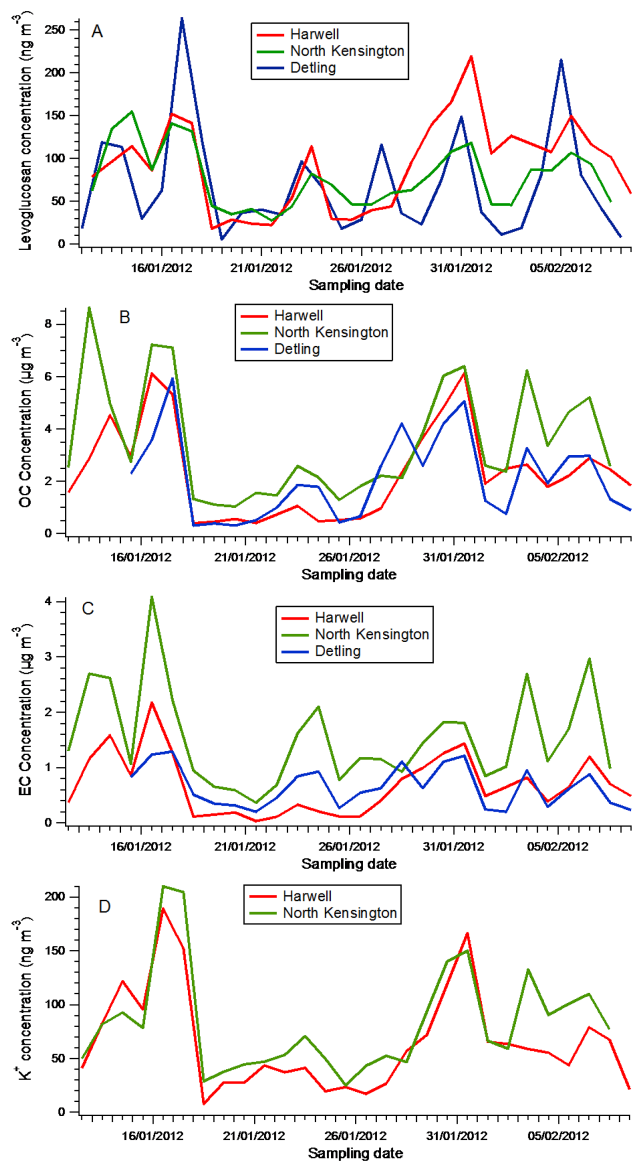 A
Harwell
North Kensington
Detling
Levoglucosan concentration (ng m-3)
250
200
150
100
50
0
16/01/2012 21/01/2012 26/01/2012 31/01/2012 05/02/2012
Sampling date
B
Harwell
North Kensington
Detling
OC Concentration (µg m-3)
8
6
4
2
0
16/01/2012 21/01/2012 26/01/2012 31/01/2012 05/02/2012
Sampling date
C
Harwell
North Kensington
Detling
EC Concentration (µg m-3)
4
3
2
1
0
16/01/2012 21/01/2012 26/01/2012 31/01/2012 05/02/2012
Sampling date
D
Harwell
North Kensington
K+ concentration (ng m-3)
200
150
100
50
0
16/01/2012 21/01/2012 26/01/2012 31/01/2012 05/02/2012
Sampling date